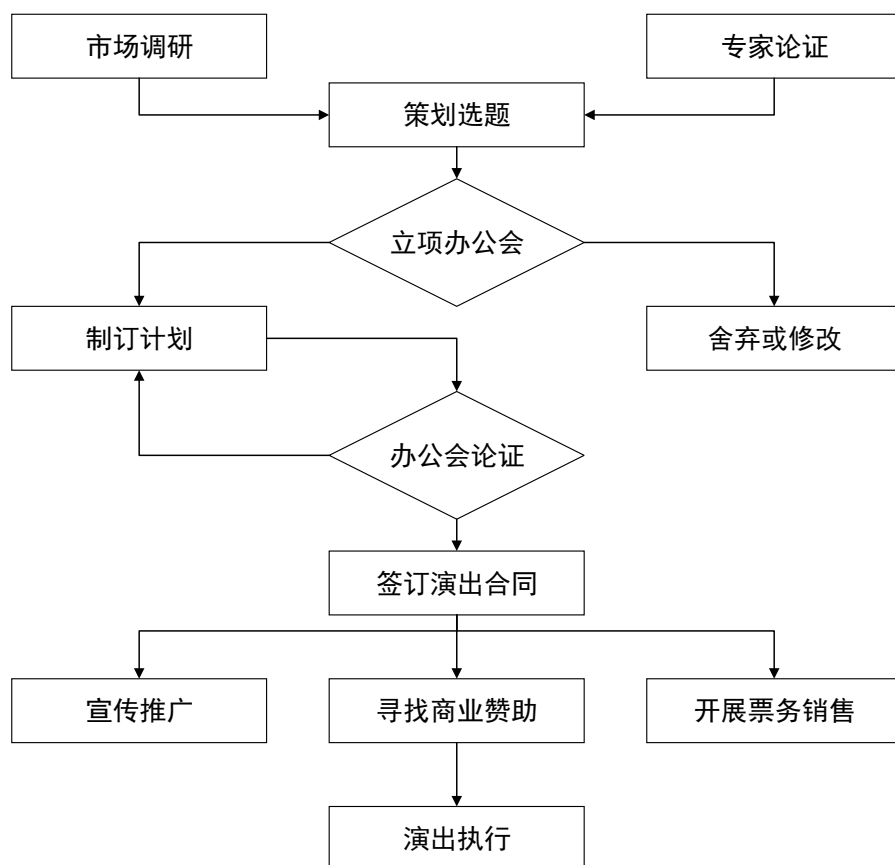 市场调研
专家论证
策划选题
立项办公会
制订计划
舍弃或修改
办公会论证
签订演出合同
宣传推广
寻找商业赞助
开展票务销售
演出执行